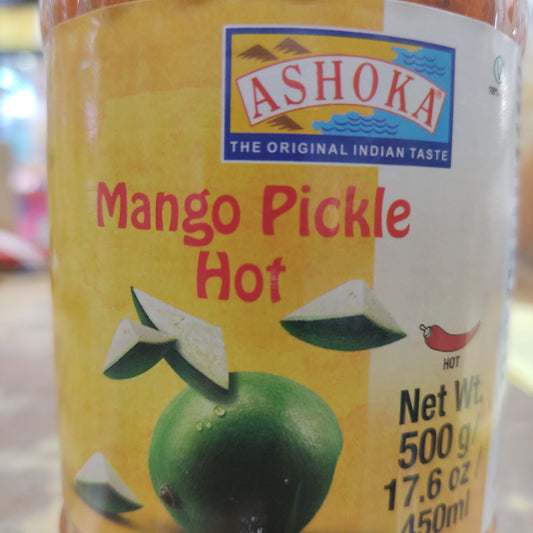 ASHOKA®
THE ORIGINAL INDIAN TASTE
Mango Pickle
Hot
HOT
Net Wt.
500 g/
17.6 oz /
450ml